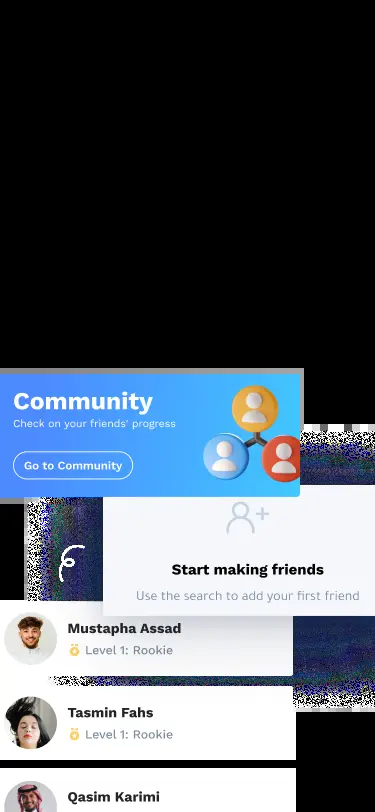 Community
Check on your friends' progress
Go to Community
Start making friends
Use the search to add your first friend
Mustapha Assad
Level 1: Rookie
Tasmin Fahs
Level 1: Rookie
Qasim Karimi